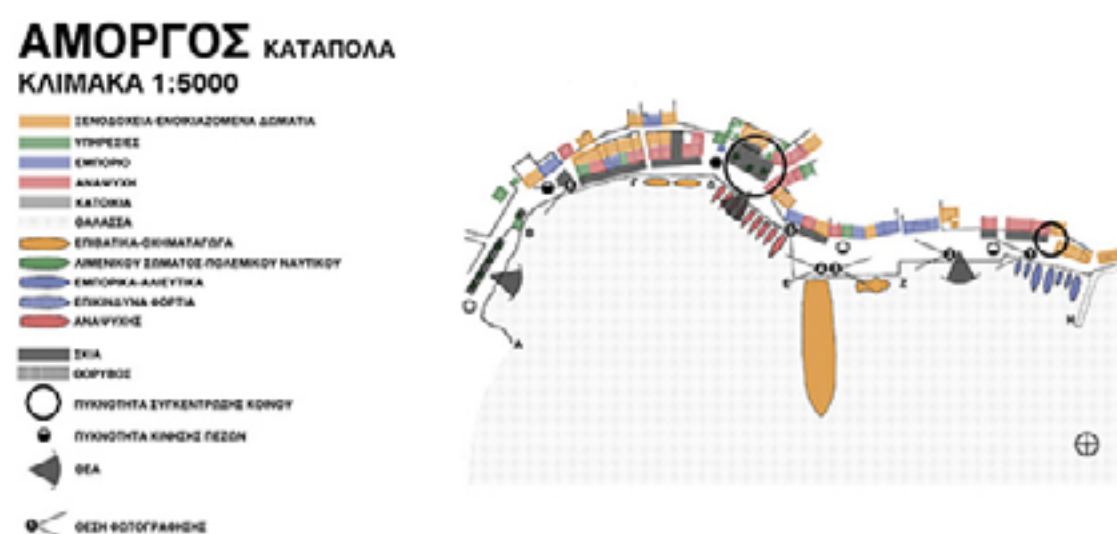 ΑΜΟΡΓΟΣ ΚΑΤΑΠΟΛΑ
ΚΛΙΜΑΚΑ 1:5000
ΞΕΝΟΔΟΧΕΙΑ-ΕΝΟΙΚΙΑΖΟΜΕΝΑ ΔΩΜΑΤΙΑ
ΥΠΗΡΕΣΙΕΣ
ΕΜΠΟΡΙΟ
ΑΝΑΨΥΧΗ
ΚΑΤΟΙΚΙΑ
ΘΑΛΑΣΣΑ
ΕΠΙΒΑΤΙΚΑ-ΟΧΗΜΑΤΑΓΩΓΑ
ΛΙΜΕΝΙΚΟΥ ΣΩΜΑΤΟΣ-ΠΟΛΕΜΙΚΟΥ ΝΑΥΤΙΚΟΥ
ΕΜΠΟΡΙΚΑ-ΑΛΙΕΥΤΙΚΑ
ΕΠΙΚΙΝΔΥΝΑ ΦΟΡΤΙΑ
ΑΝΑΨΥΧΗΣ
ΣΚΙΑ
ΘΟΡΥΒΟΣ
ΠΥΚΝΟΤΗΤΑ ΣΥΓΚΕΝΤΡΩΣΗΣ ΚΟΙΝΟΥ
ΠΥΚΝΟΤΗΤΑ ΚΙΝΗΣΗΣ ΠΕΖΩΝ
ΘΕΑ
ΘΕΣΗ ΦΩΤΟΓΡΑΦΗΣΗΣ
Γ
Δ
Β
Ε
Ζ
Η
Α